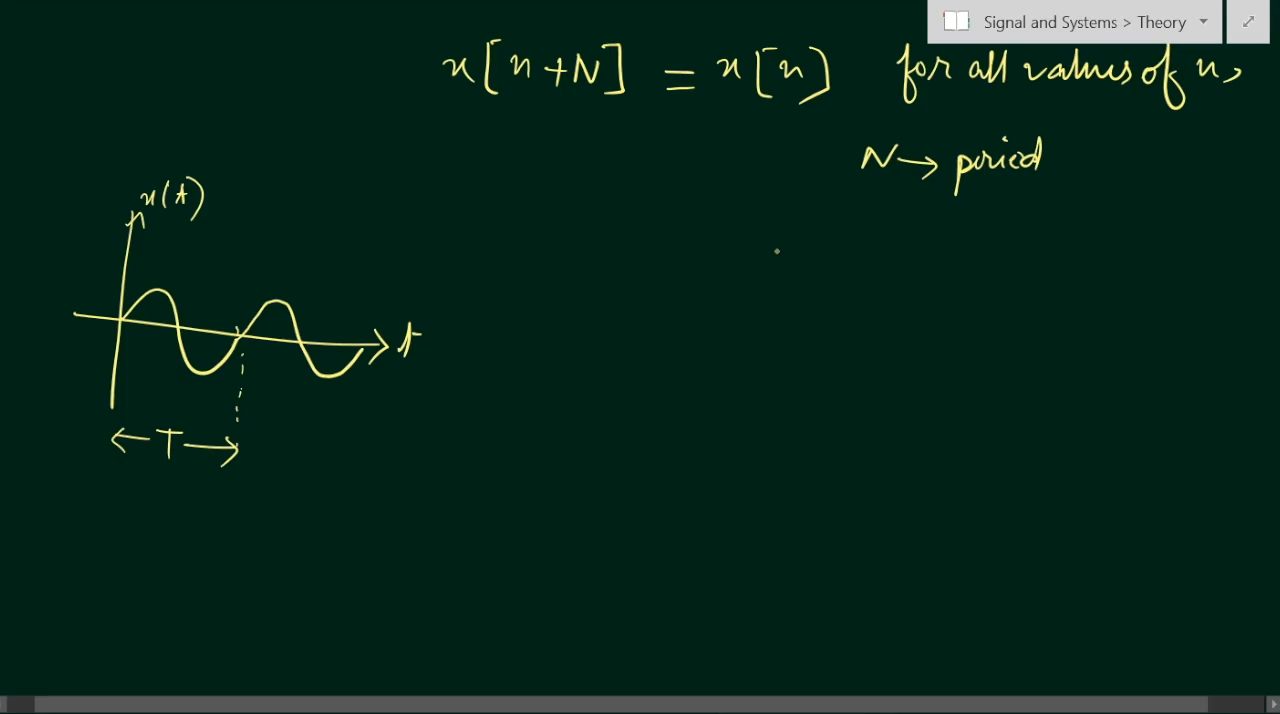 Signal and Systems > Theory
x[n+N] = x[n] for all values of n,
N → period
x(t)
t
T